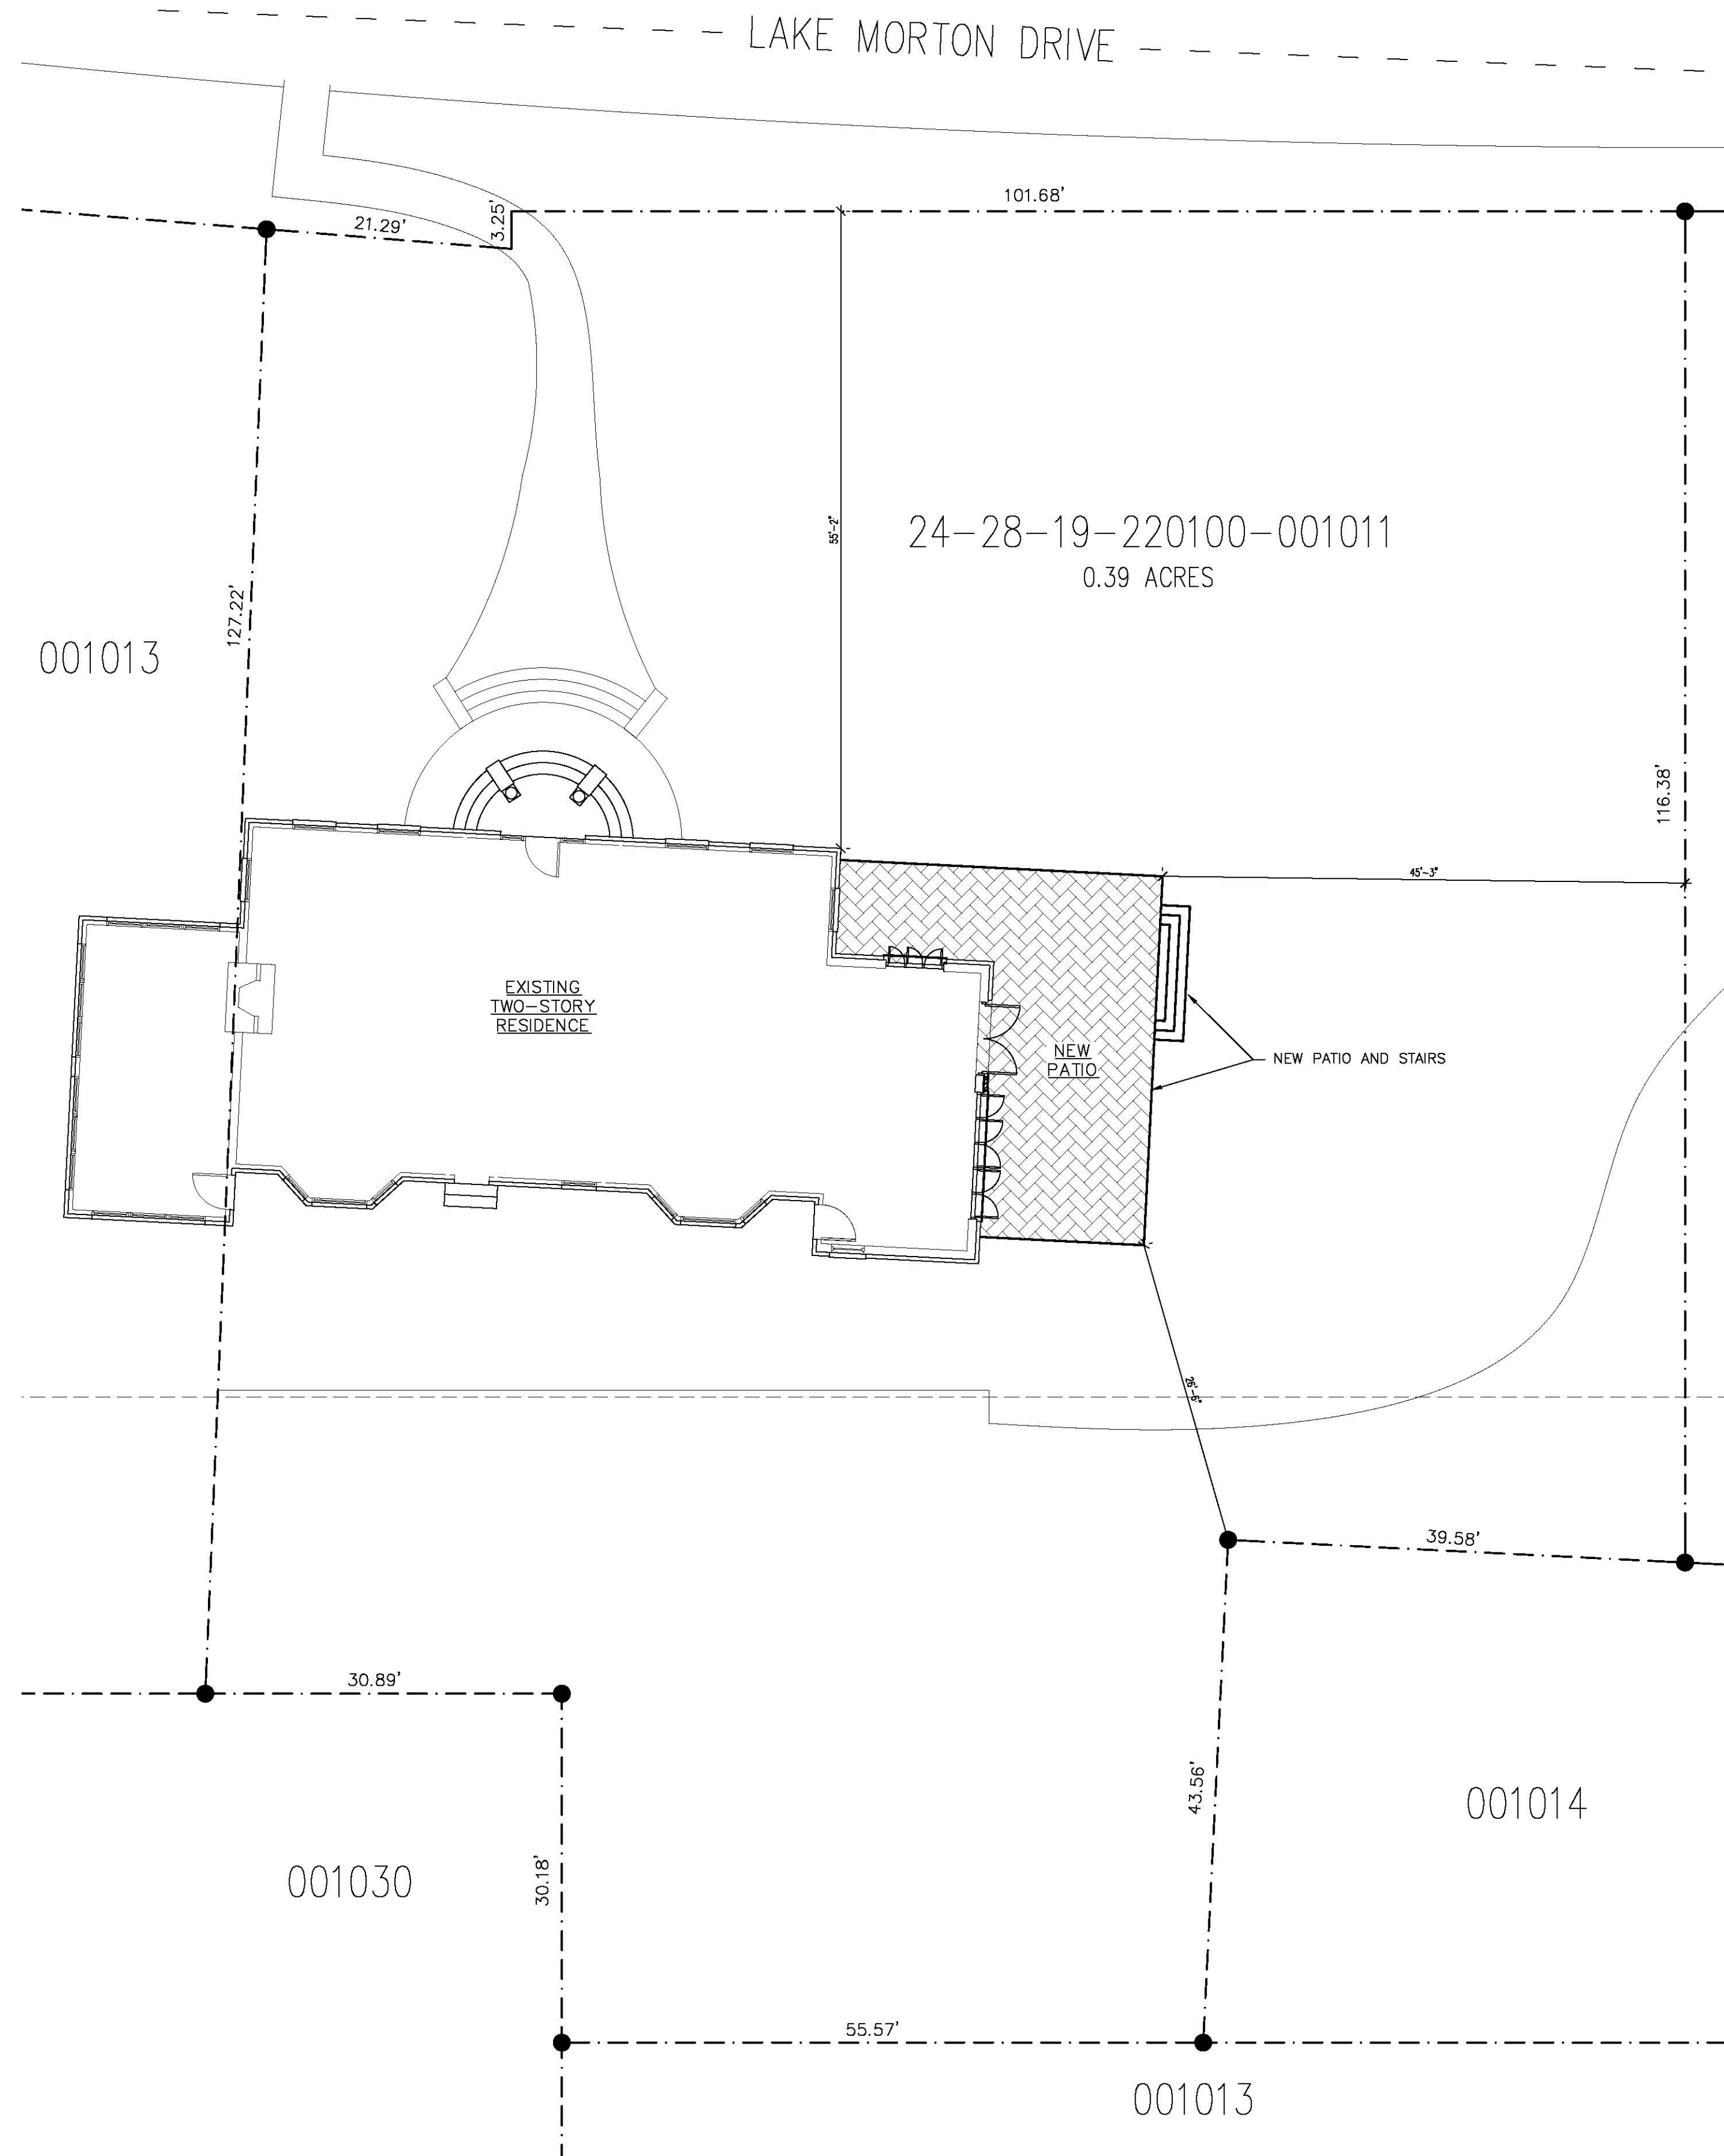 LAKE MORTON DRIVE
101.68'
21.29'
3.25'
55'-2"
24-28-19-220100-001011
0.39 ACRES
127.22'
001013
116.38'
45'-3"
EXISTING
TWO-STORY
RESIDENCE
NEW
PATIO
NEW PATIO AND STAIRS
26'-6"
39.58'
30.89'
43.56'
001014
30.18'
001030
55.57'
001013